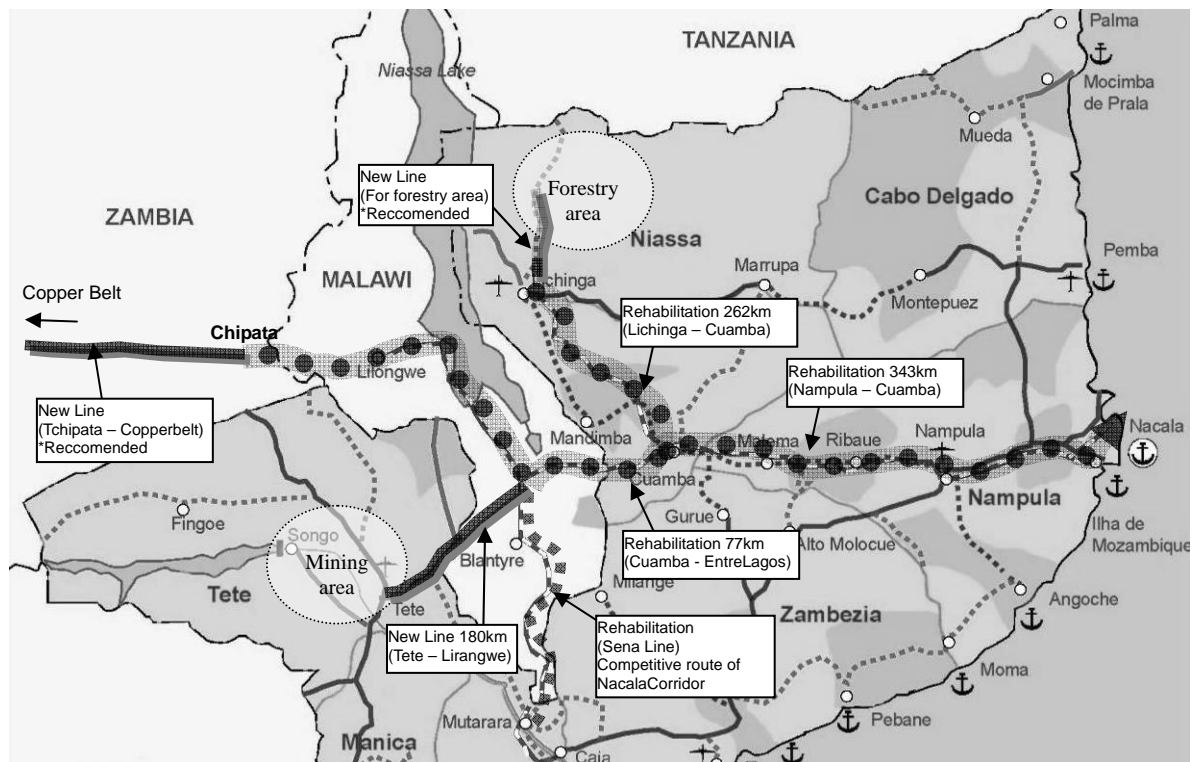 Palma
TANZANIA
Niassa Lake
Mocimba
de Prala
Mueda
New Line
(For forestry area)
*Reccomended
Forestry
area
Cabo Delgado
ZAMBIA
Niassa
MALAWI
Marrupa
Pemba
Montepuez
chinga
Copper Belt
Rehabilitation 262km
(Lichinga – Cuamba)
Chipata
Lilongwe
Rehabilitation 343km
(Nampula – Cuamba)
New Line
(Tchipata – Copperbelt)
*Reccomended
Mandimba
Malema
Ribaue
Nampula
Nacala
Cuamba
Nampula
Fingoe
Gurue
Ilha de
Mozambique
Songo
Mining
area
Blantyre
Rehabilitation 77km
(Cuamba - EntreLagos)
Alto Molocue
Milange
Tete
Tete
Angoche
Zambezia
New Line 180km
(Tete – Lirangwe)
Rehabilitation
(Sena Line)
Competitive route of
NacalaCorridor
Moma
Mutarara
Pebane
Manica
Caia